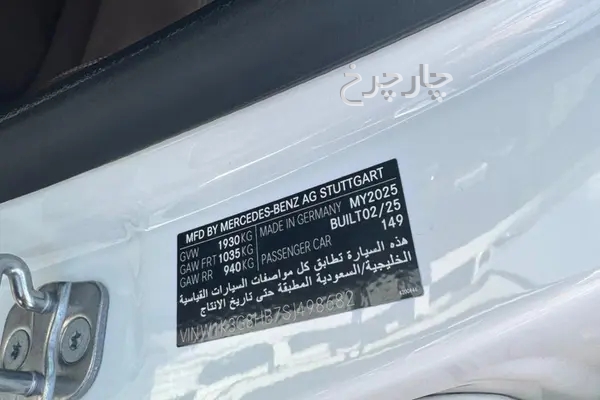 چارچرخ
MFD BY MERCEDES-BENZ AG STUTTGART
GVW 1930KG MADE IN GERMANY MY2025
GAW FRT 1035KG BUILT02/25
GAW RR 940KG PASSENGER CAR 149
هذه السيارة تطابق كل مواصفات السيارات القياسية
الخليجية/السعودية المطبقة حتى تاريخ الانتاج